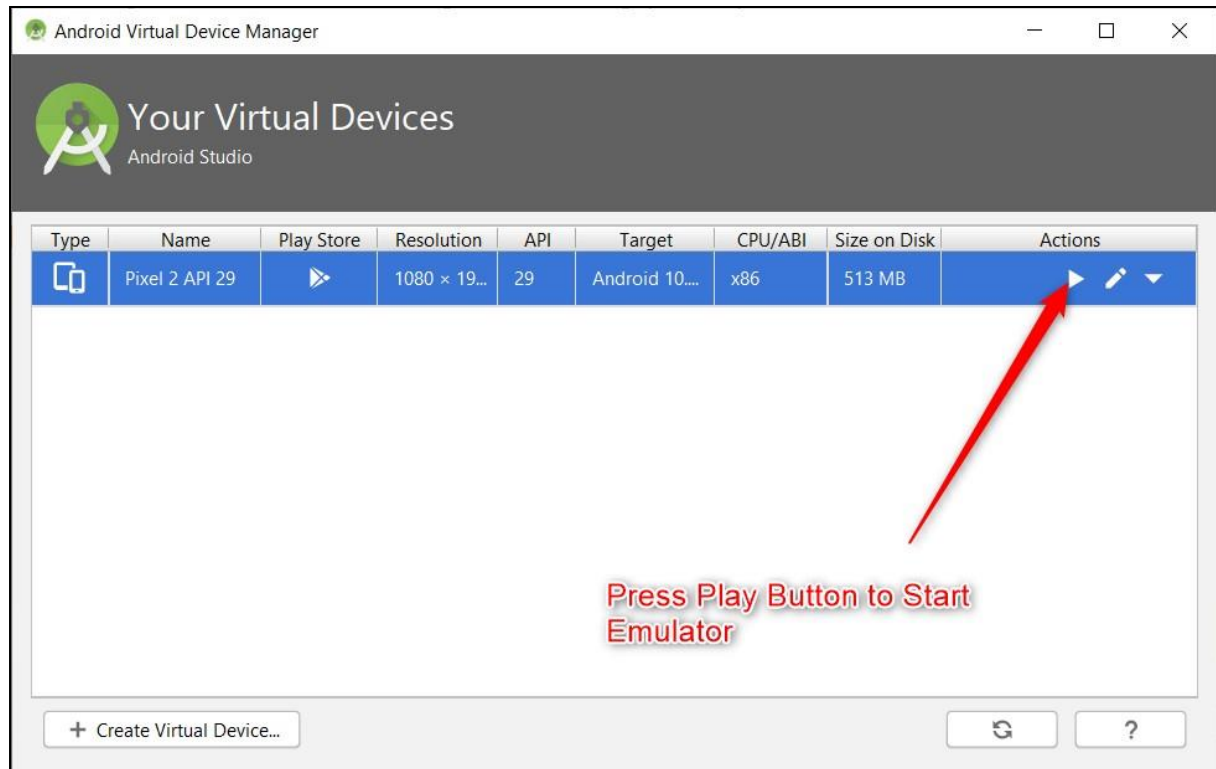 Android Virtual Device Manager
Your Virtual Devices
Android Studio
Type Name Play Store Resolution API Target CPU/ABI Size on Disk Actions
Pixel 2 API 29 1080 × 19... 29 Android 10.... x86 513 MB
Press Play Button to Start
Emulator
+ Create Virtual Device... ?